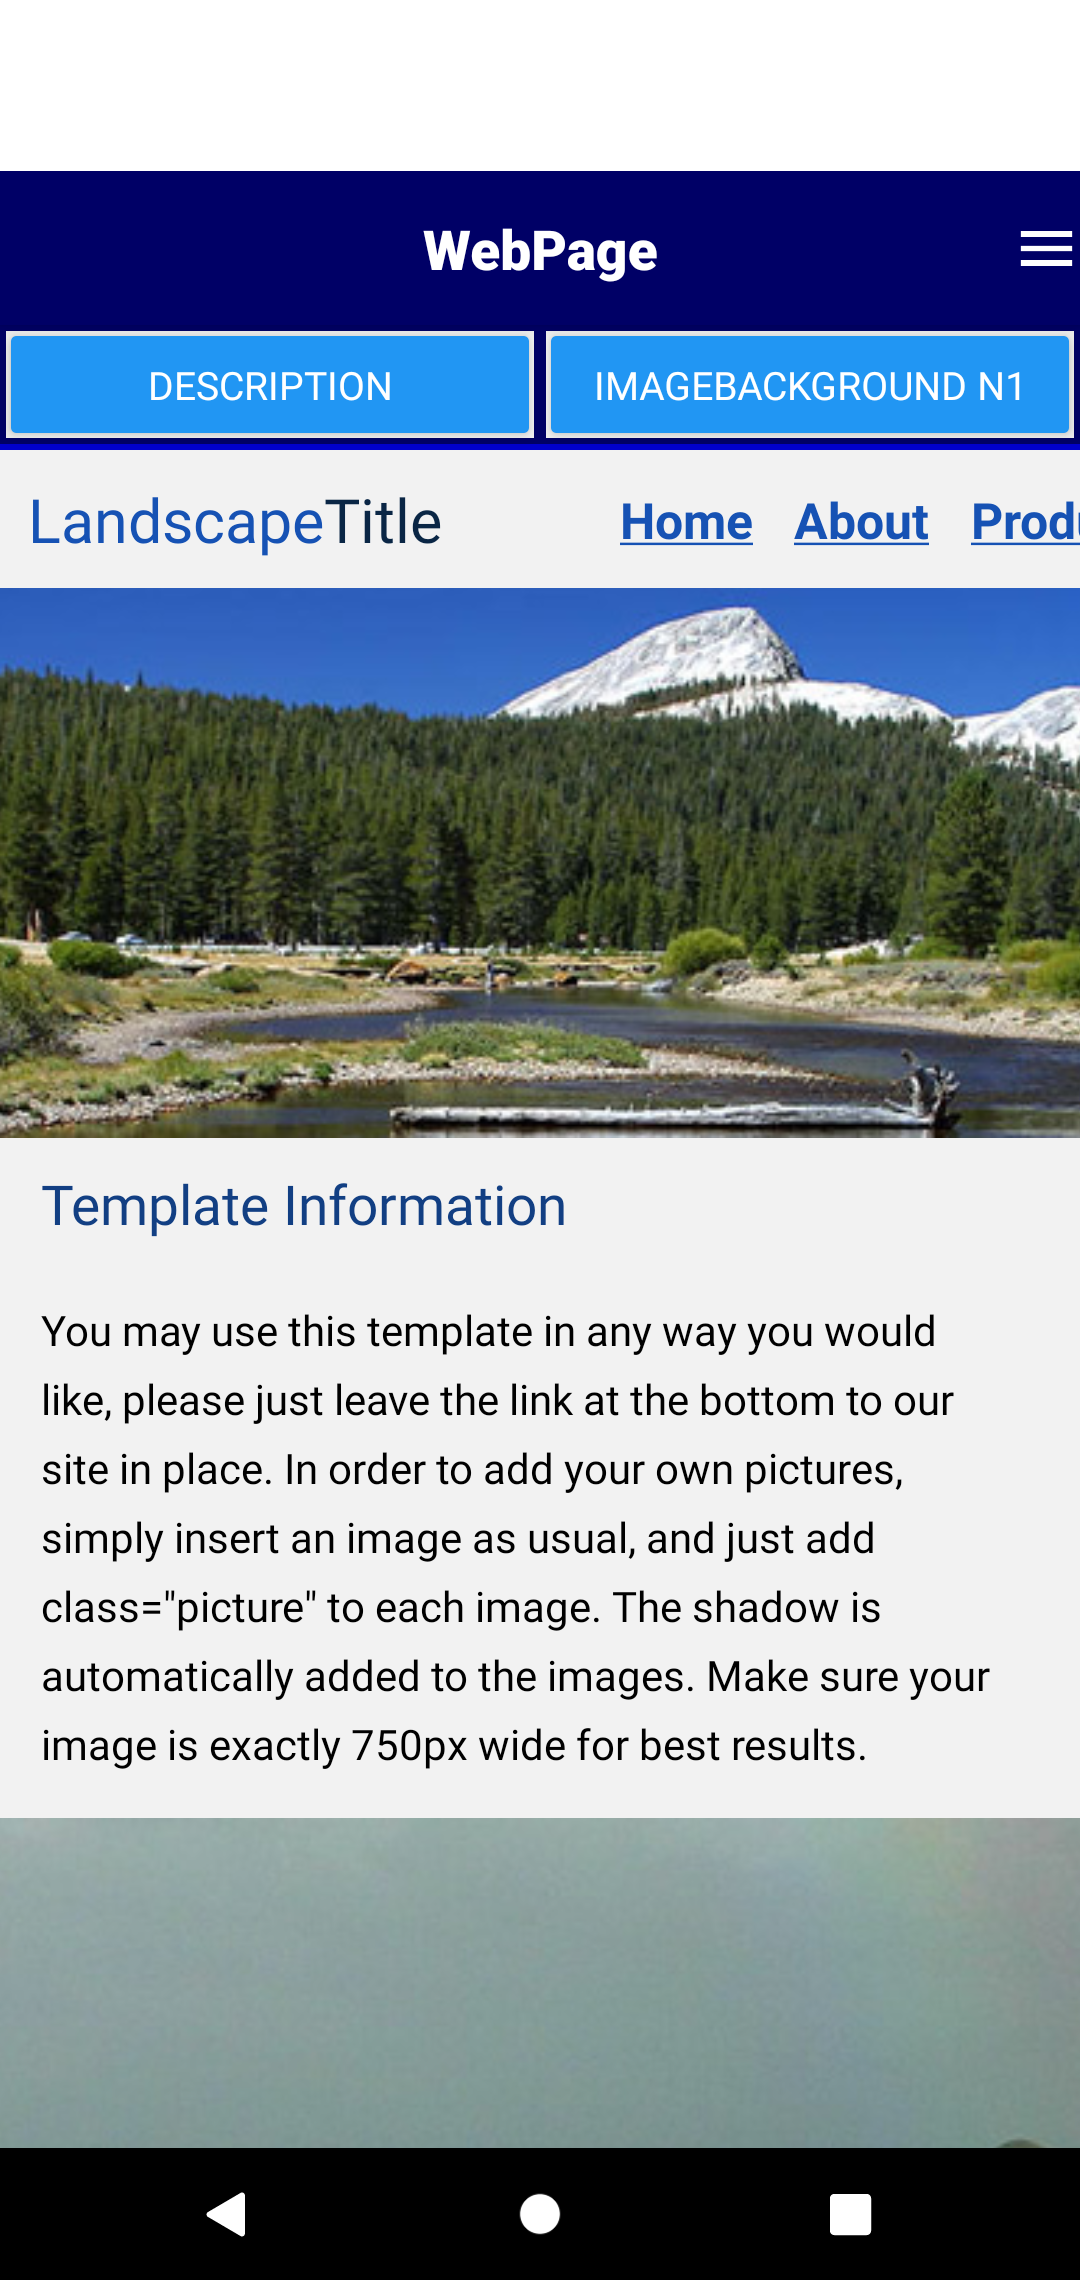 WebPage
DESCRIPTION IMAGEBACKGROUND N1
LandscapeTitle Home About
Template Information
You may use this template in any way you would
like, please just leave the link at the bottom to our
site in place. In order to add your own pictures,
simply insert an image as usual, and just add
class="picture" to each image. The shadow is
automatically added to the images. Make sure your
image is exactly 750px wide for best results.